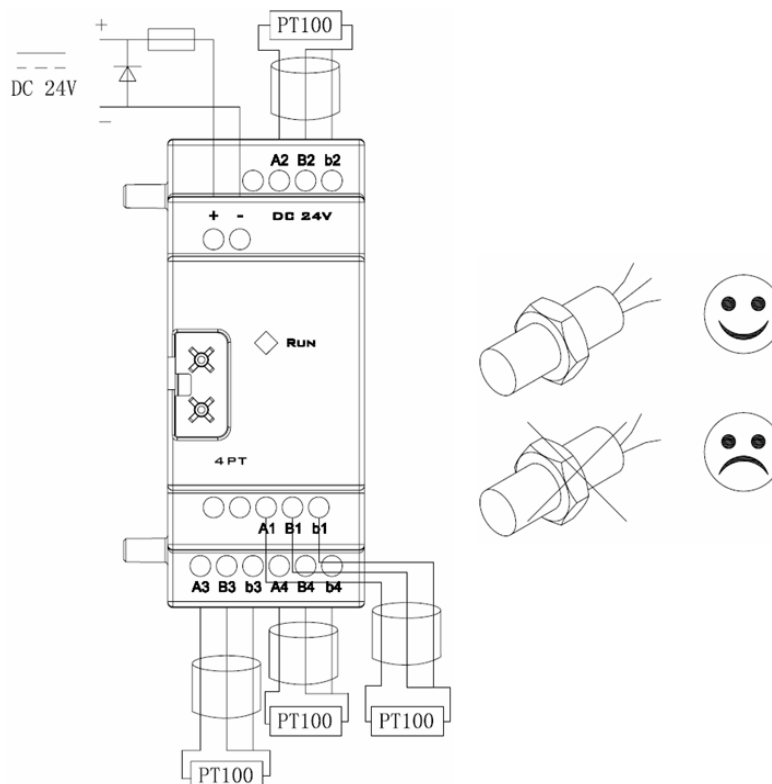 PT100
+
DC 24V
−
A2 B2 b2
+ - DC 24V
RUN
4PT
A1 B1 b1
A3 B3 b3 A4 B4 b4
PT100 PT100
PT100